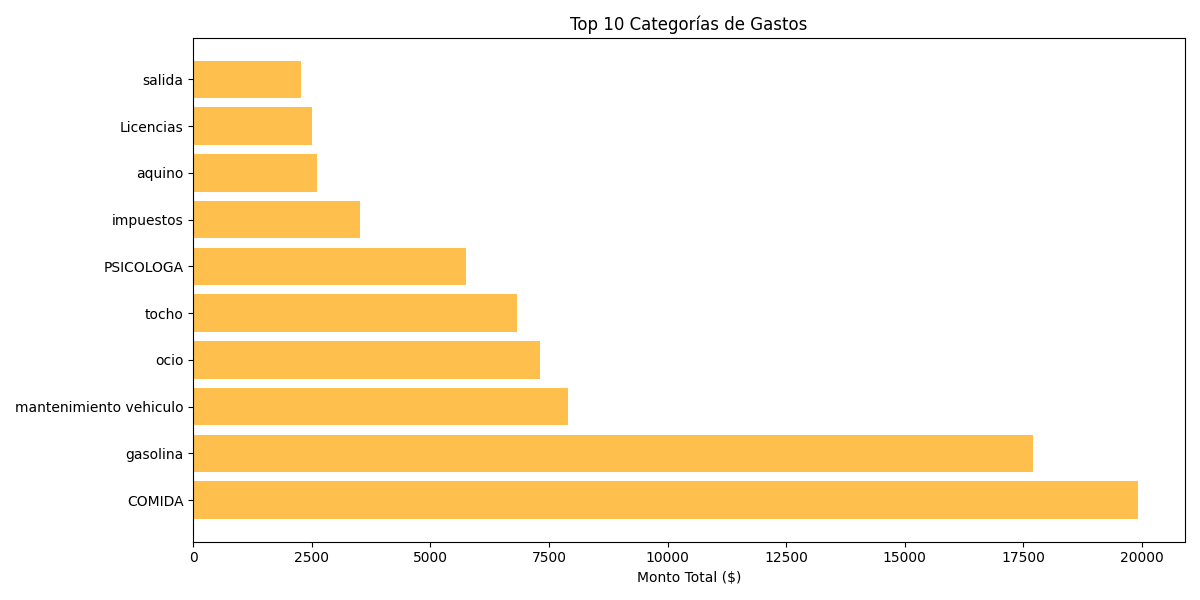 Top 10 Categorías de Gastos
salida
Licencias
aquino
impuestos
PSICOLOGA
tocho
ocio
mantenimiento vehiculo
gasolina
COMIDA
0 2500 5000 7500 10000 12500 15000 17500 20000
Monto Total ($)